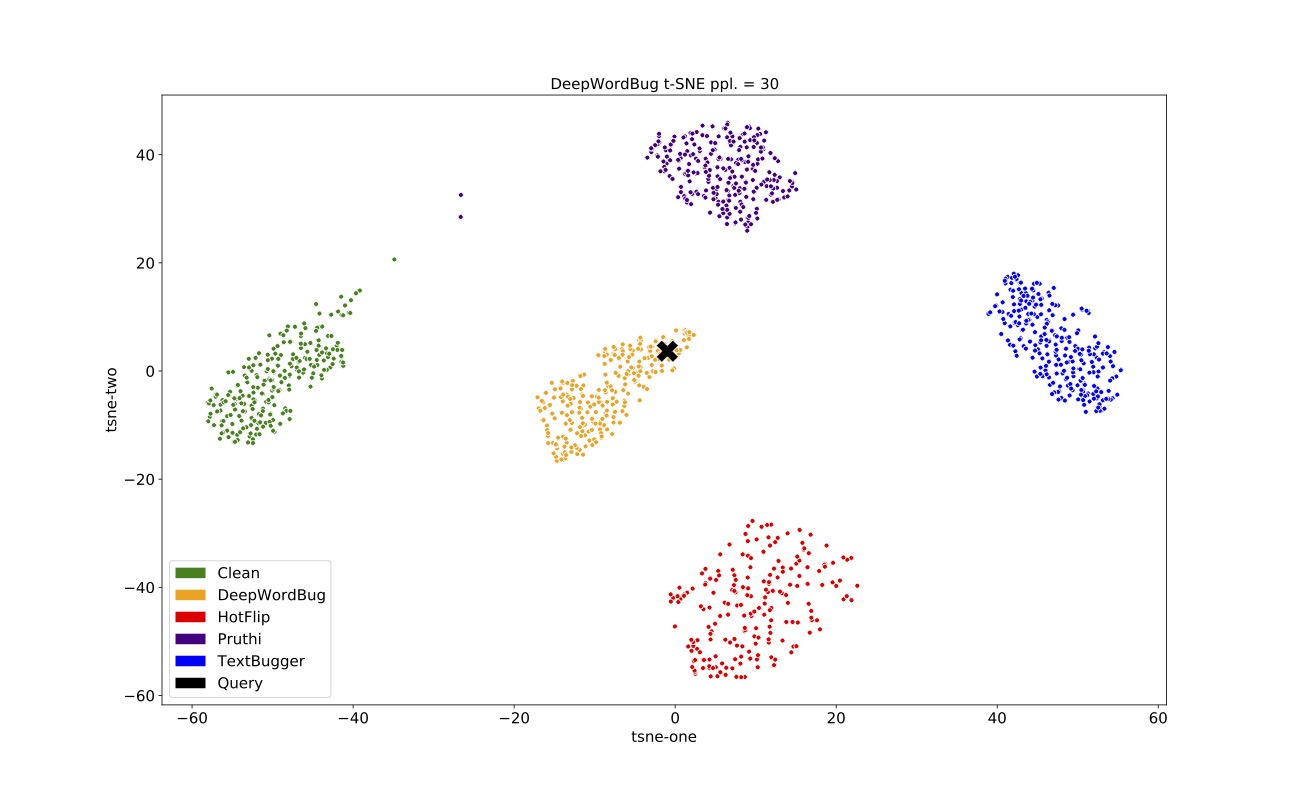 DeepWordBug t-SNE ppl. = 30
tsne-two
40
20
0
−20
−40
−60
Clean
DeepWordBug
HotFlip
Pruthi
TextBugger
Query
−60 −40 −20 0 20 40 60
tsne-one